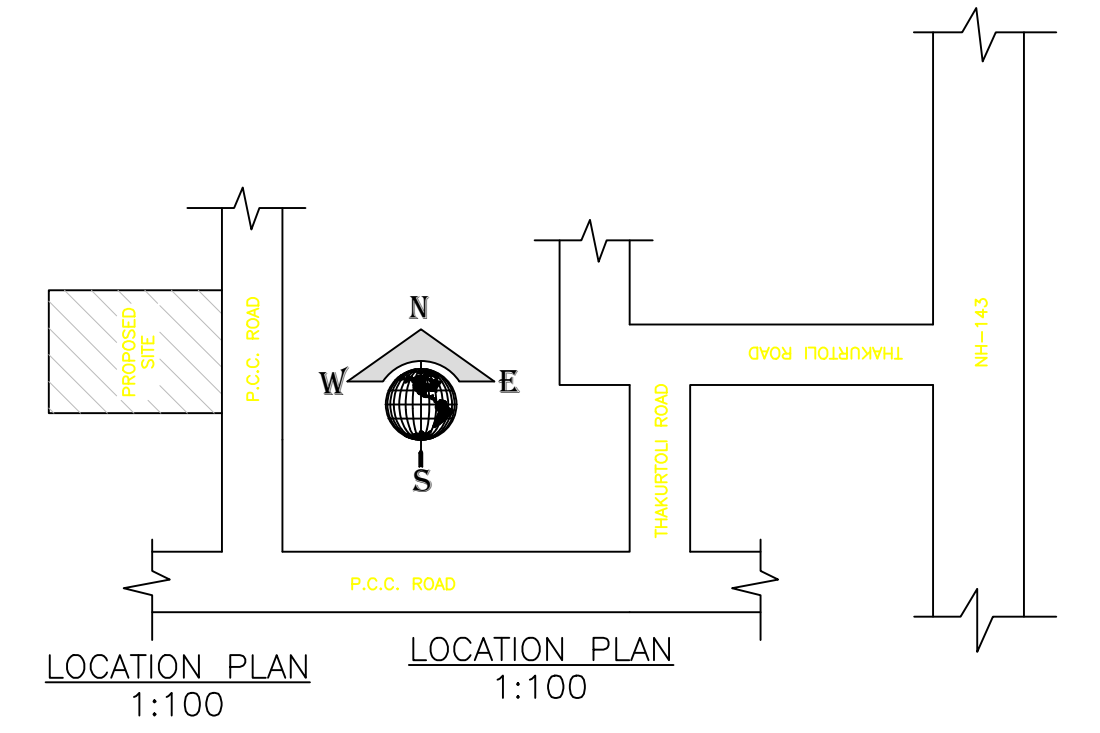 NH-143
THAKURTOLI ROAD
THAKURTOLI ROAD
P.C.C. ROAD
PROPOSED
SITE
N
W
E
S
P.C.C. ROAD
LOCATION PLAN
1:100
LOCATION PLAN
1:100